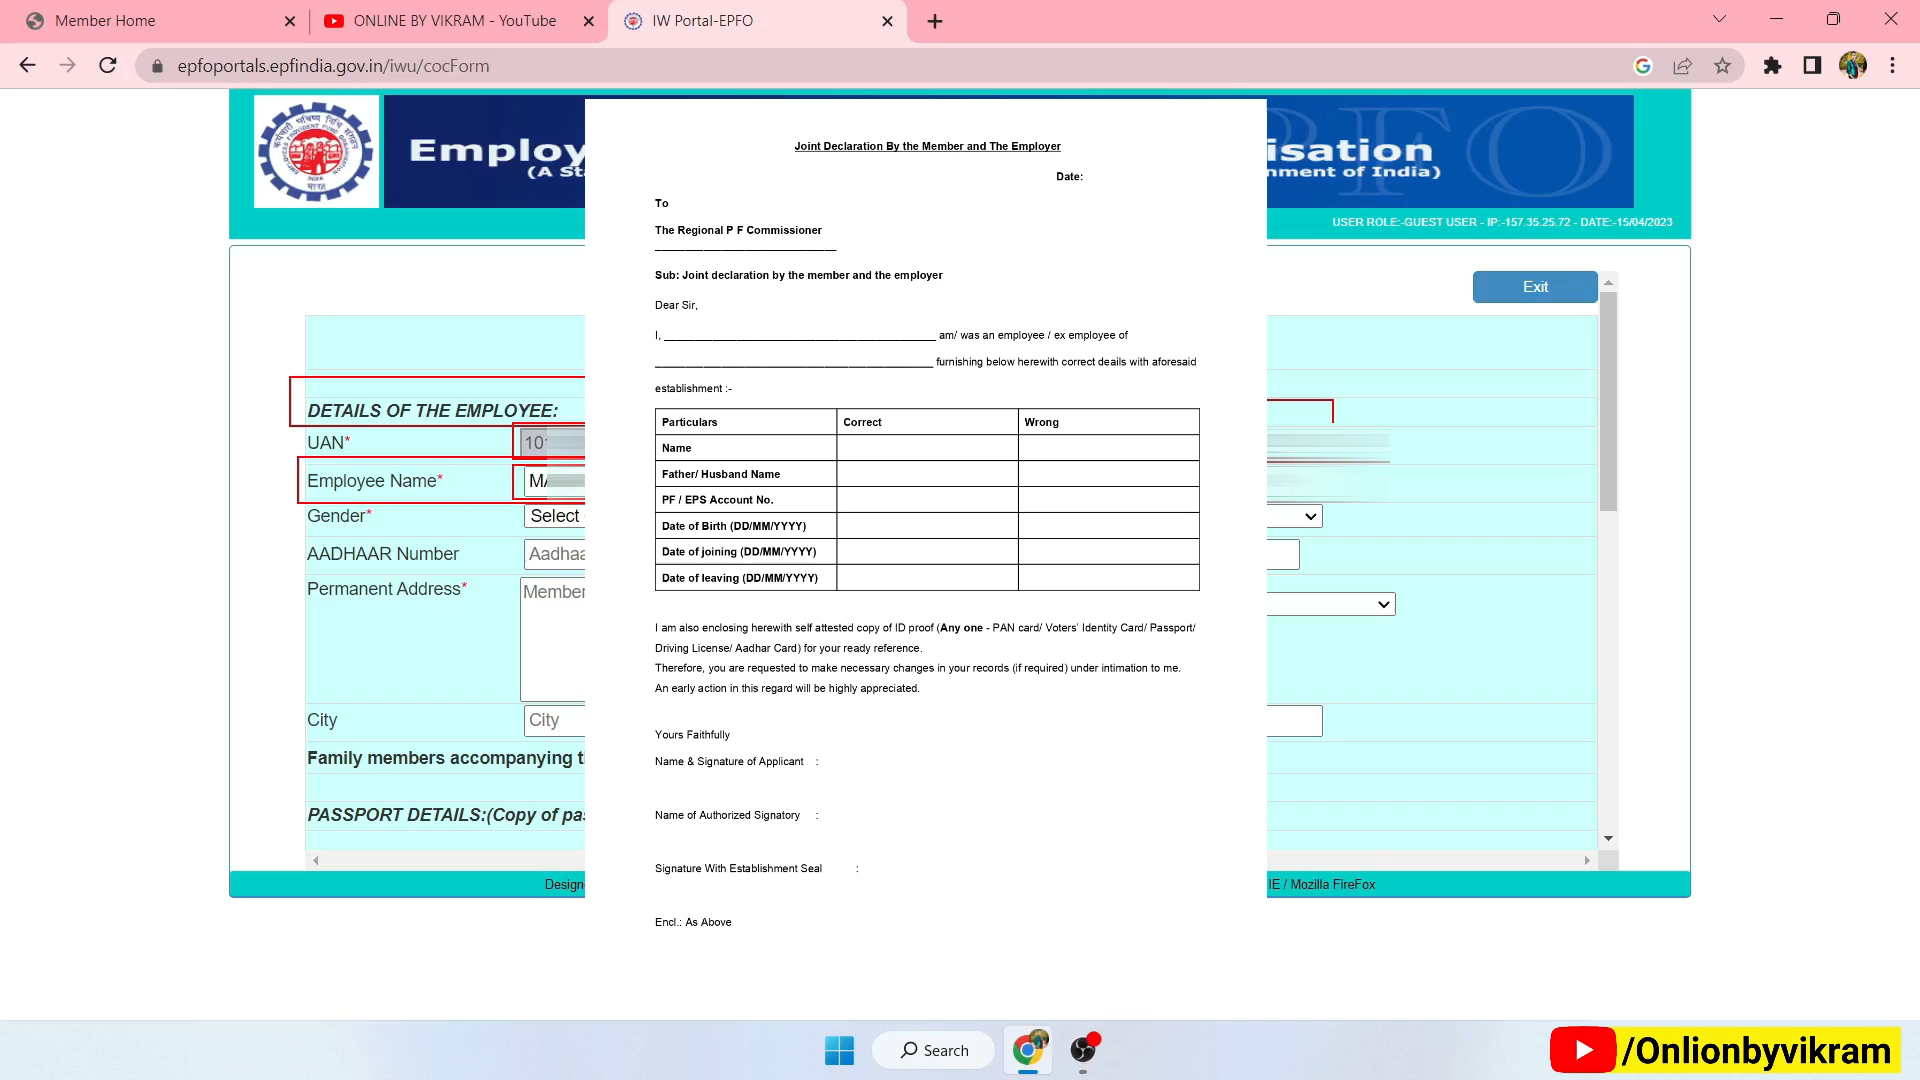 Member Home
ONLINE BY VIKRAM - YouTube
IW Portal-EPFO
epfoportals.epfindia.gov.in/iwu/cocForm
Employ
isation
(A Sta
nment of India)
PFO
USER ROLE:-GUEST USER - IP:-157.35.25.72 - DATE:-15/04/2023
Exit
DETAILS OF THE EMPLOYEE:
UAN*
101
Employee Name*
MA
Gender*
Select
AADHAAR Number
Aadhaa
Permanent Address*
Member
City
City
Family members accompanying t
PASSPORT DETAILS:(Copy of pas
Design
IE / Mozilla FireFox
Joint Declaration By the Member and The Employer
Date:
To
The Regional P F Commissioner
______________________________
Sub: Joint declaration by the member and the employer
Dear Sir,
I, _____________________________________________ am/ was an employee / ex employee of
______________________________________________ furnishing below herewith correct deails with aforesaid
establishment :-
Particulars Correct Wrong
Name
Father/ Husband Name
PF / EPS Account No.
Date of Birth (DD/MM/YYYY)
Date of joining (DD/MM/YYYY)
Date of leaving (DD/MM/YYYY)
I am also enclosing herewith self attested copy of ID proof (Any one - PAN card/ Voters' Identity Card/ Passport/
Driving License/ Aadhar Card) for your ready reference.
Therefore, you are requested to make necessary changes in your records (if required) under intimation to me.
An early action in this regard will be highly appreciated.
Yours Faithfully
Name & Signature of Applicant :
Name of Authorized Signatory :
Signature With Establishment Seal :
Encl.: As Above
Search
/Onlionbyvikram